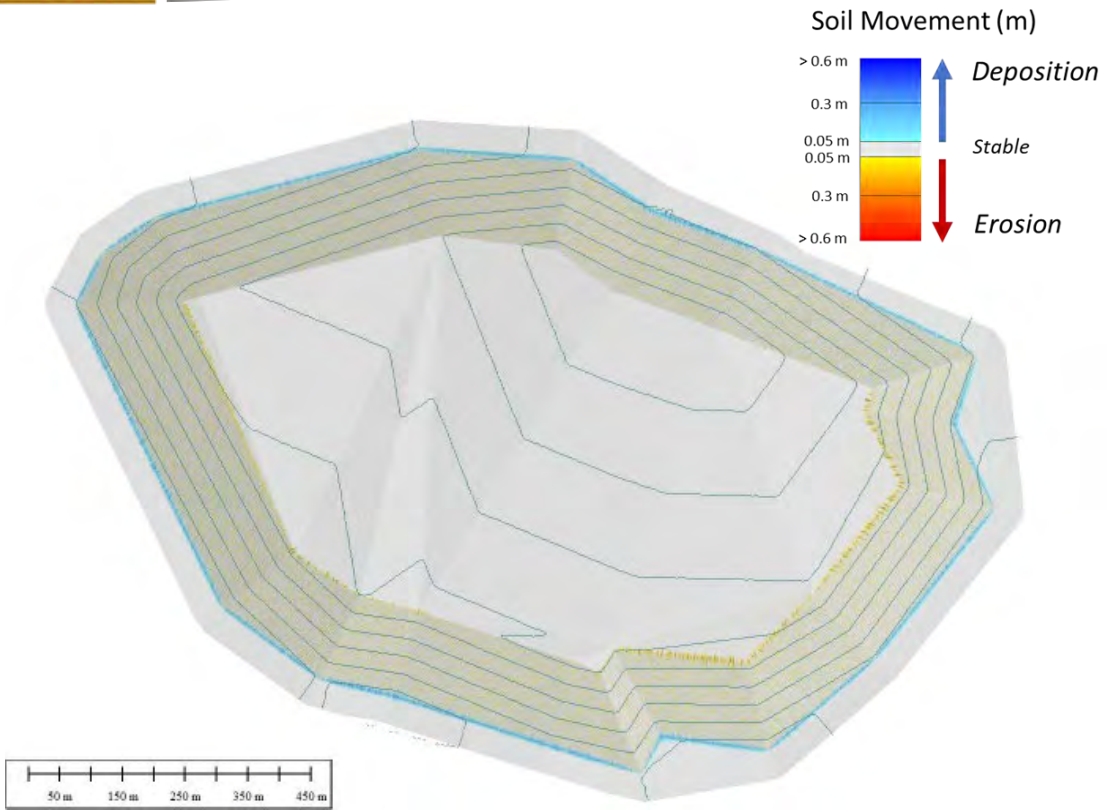 Soil Movement (m)
> 0.6 m
Deposition
0.3 m
0.05 m
Stable
0.05 m
0.3 m
Erosion
> 0.6 m
50 m 150 m 250 m 350 m 450 m